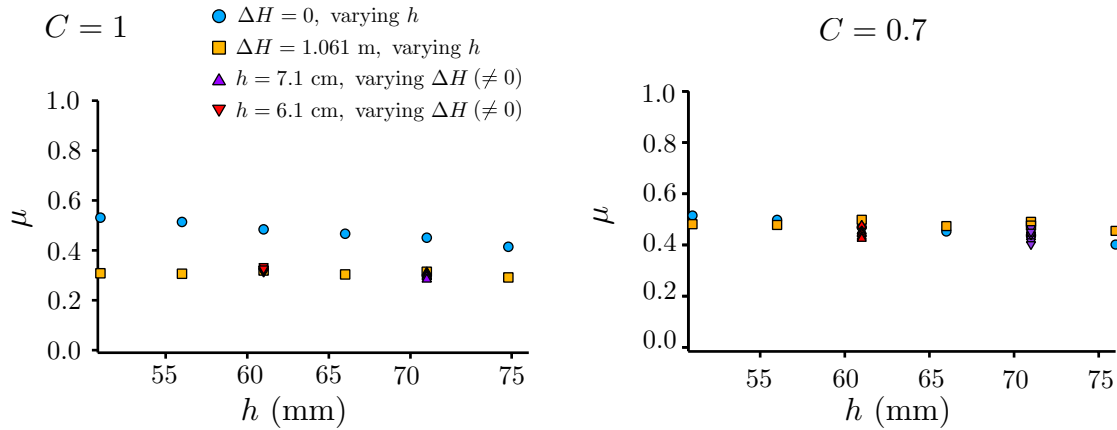 C = 1
ΔH = 0, varying h
ΔH = 1.061 m, varying h
h = 7.1 cm, varying ΔH (≠ 0)
h = 6.1 cm, varying ΔH (≠ 0)
1.0
0.8
0.6
0.4
0.2
0.0
μ
55 60 65 70 75
h (mm)
C = 0.7
1.0
0.8
0.6
0.4
0.2
0.0
μ
55 60 65 70 75
h (mm)